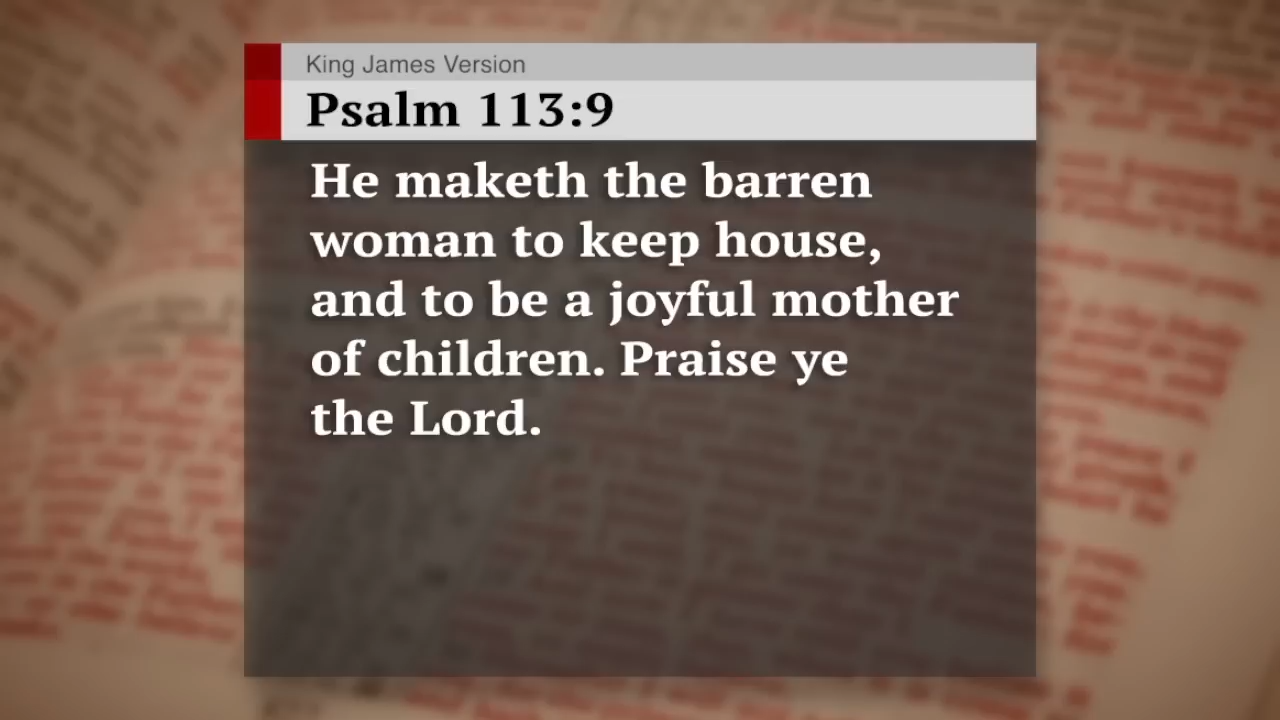 King James Version
Psalm 113:9
He maketh the barren
woman to keep house,
and to be a joyful mother
of children. Praise ye
the Lord.